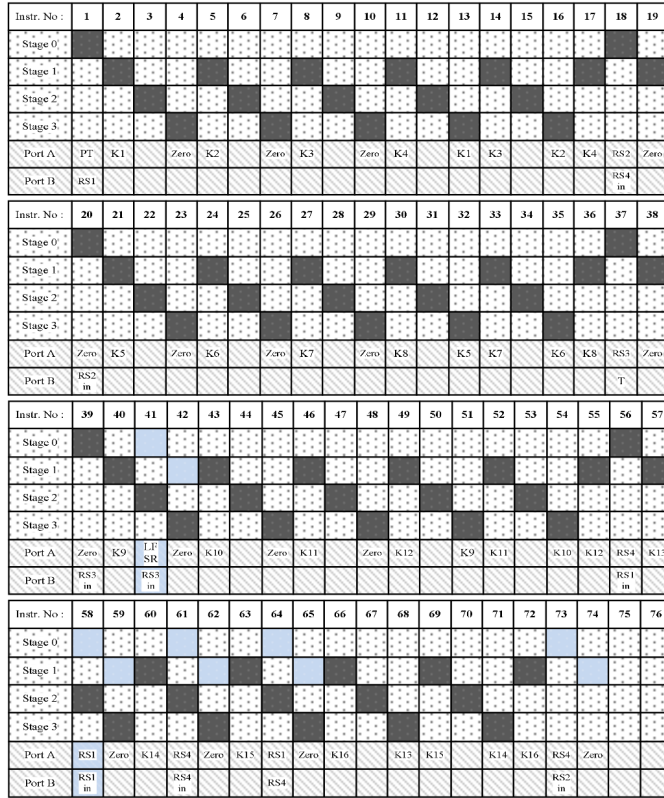 Instr. No : 1 2 3 4 5 6 7 8 9 10 11 12 13 14 15 16 17 18 19
Stage 0
Stage 1
Stage 2
Stage 3
Port A PT K1 Zero K2 Zero K3 Zero K4 K1 K3 K2 K4 RS2 Zero
Port B RS1 RS4 in
Instr. No : 20 21 22 23 24 25 26 27 28 29 30 31 32 33 34 35 36 37 38
Stage 0
Stage 1
Stage 2
Stage 3
Port A Zero K5 Zero K6 Zero K7 Zero K8 K5 K7 K6 K8 RS3 Zero
Port B RS2 in T
Instr. No : 39 40 41 42 43 44 45 46 47 48 49 50 51 52 53 54 55 56 57
Stage 0
Stage 1
Stage 2
Stage 3
Port A Zero K9 LF SR Zero K10 Zero K11 Zero K12 K9 K11 K10 K12 RS4 K13
Port B RS3 in RS3 in RS1 in
Instr. No : 58 59 60 61 62 63 64 65 66 67 68 69 70 71 72 73 74 75 76
Stage 0
Stage 1
Stage 2
Stage 3
Port A RS1 Zero K14 RS4 Zero K15 RS1 Zero K16 K13 K15 K14 K16 RS4 Zero
Port B RS1 in RS4 in RS4 RS2 in